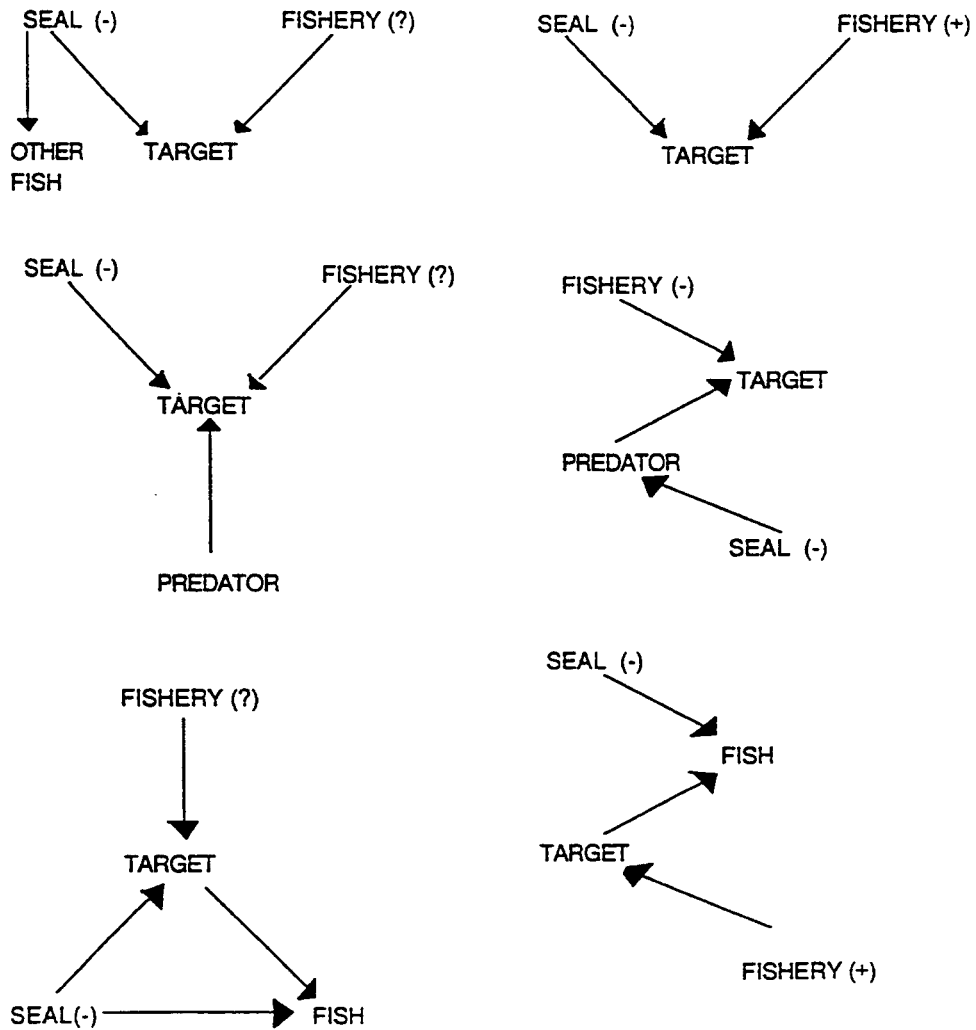 SEAL (-) FISHERY (?)
OTHER
FISH
TARGET
SEAL (-) FISHERY (+)
TARGET
SEAL (-) FISHERY (?)
TARGET
PREDATOR
FISHERY (-)
TARGET
PREDATOR
SEAL (-)
FISHERY (?)
TARGET
SEAL(-) FISH
SEAL (-)
FISH
TARGET
FISHERY (+)